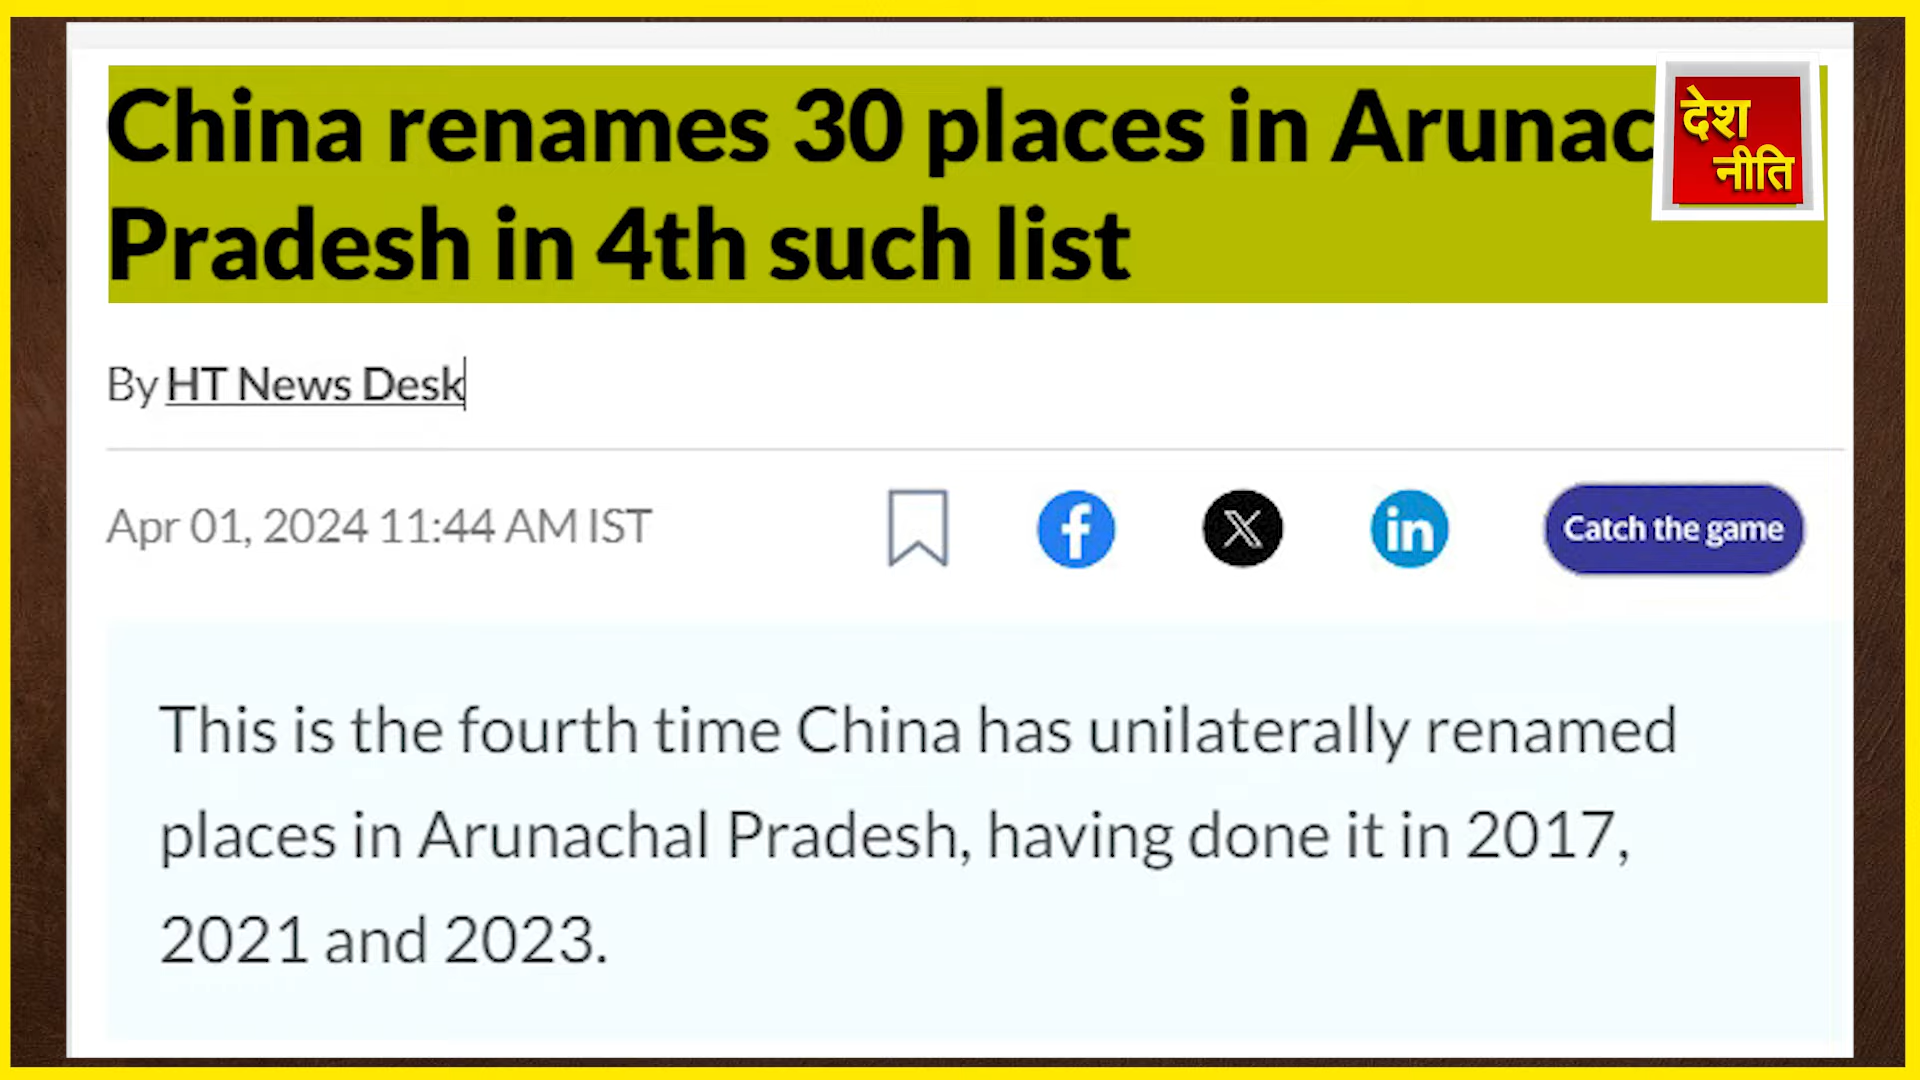 China renames 30 places in Arunac
Pradesh in 4th such list
देश
नीति
By HT News Desk
Apr 01, 2024 11:44 AM IST
Catch the game
This is the fourth time China has unilaterally renamed
places in Arunachal Pradesh, having done it in 2017,
2021 and 2023.